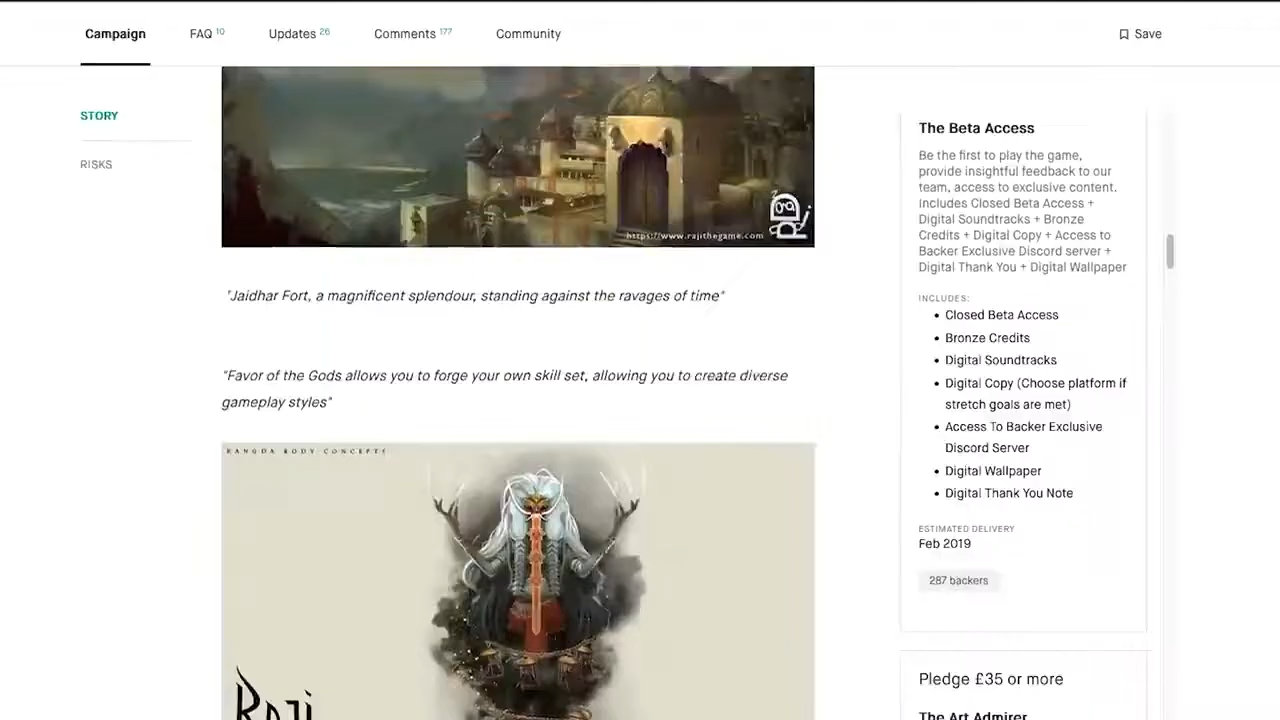 Campaign
FAQ 10
Updates 26
Comments 177
Community
Save
STORY
RISKS
https://www.rajithegame.com
"Jaidhar Fort, a magnificent splendour, standing against the ravages of time"
"Favor of the Gods allows you to forge your own skill set, allowing you to create diverse
gameplay styles"
RANGDA BODY CONCEPTS
Raji
The Beta Access
Be the first to play the game,
provide insightful feedback to our
team, access to exclusive content.
Includes Closed Beta Access +
Digital Soundtracks + Bronze
Credits + Digital Copy + Access to
Backer Exclusive Discord server +
Digital Thank You + Digital Wallpaper
INCLUDES:
• Closed Beta Access
• Bronze Credits
• Digital Soundtracks
• Digital Copy (Choose platform if
stretch goals are met)
• Access To Backer Exclusive
Discord Server
• Digital Wallpaper
• Digital Thank You Note
ESTIMATED DELIVERY
Feb 2019
287 backers
Pledge £35 or more
The Art Admirer